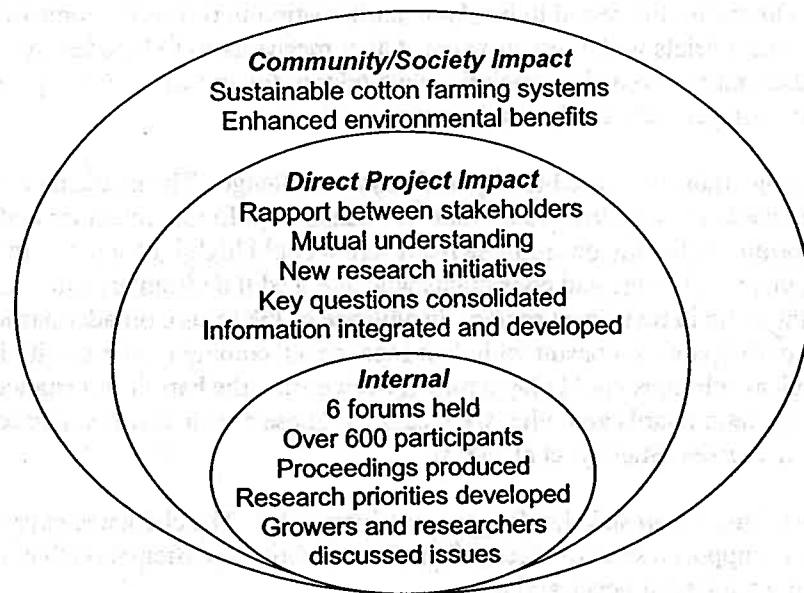 Community/Society Impact
Sustainable cotton farming systems
Enhanced environmental benefits
Direct Project Impact
Rapport between stakeholders
Mutual understanding
New research initiatives
Key questions consolidated
Information integrated and developed
Internal
6 forums held
Over 600 participants
Proceedings produced
Research priorities developed
Growers and researchers
discussed issues